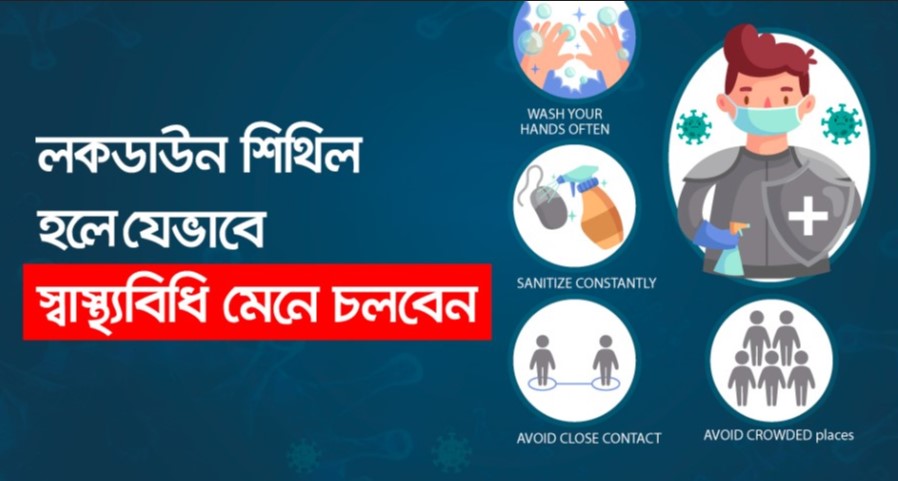 লকডাউন শিথিল
হলে যেভাবে
স্বাস্থ্যবিধি মেনে চলবেন
WASH YOUR
HANDS OFTEN
SANITIZE CONSTANTLY
AVOID CLOSE CONTACT
AVOID CROWDED places